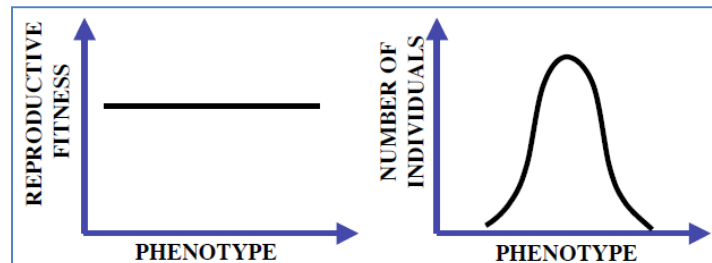 REPRODUCTIVE
FITNESS
PHENOTYPE
NUMBER OF
INDIVIDUALS
PHENOTYPE